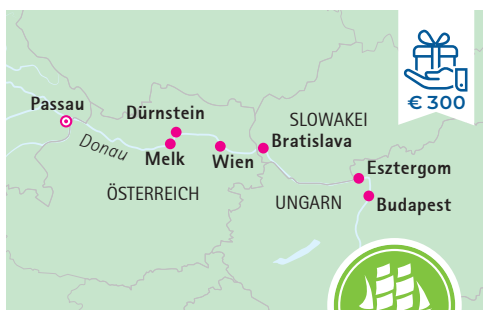 € 300
Passau
Dürnstein
SLOWAKEI
Donau
Bratislava
Melk
Wien
Esztergom
ÖSTERREICH
UNGARN
Budapest